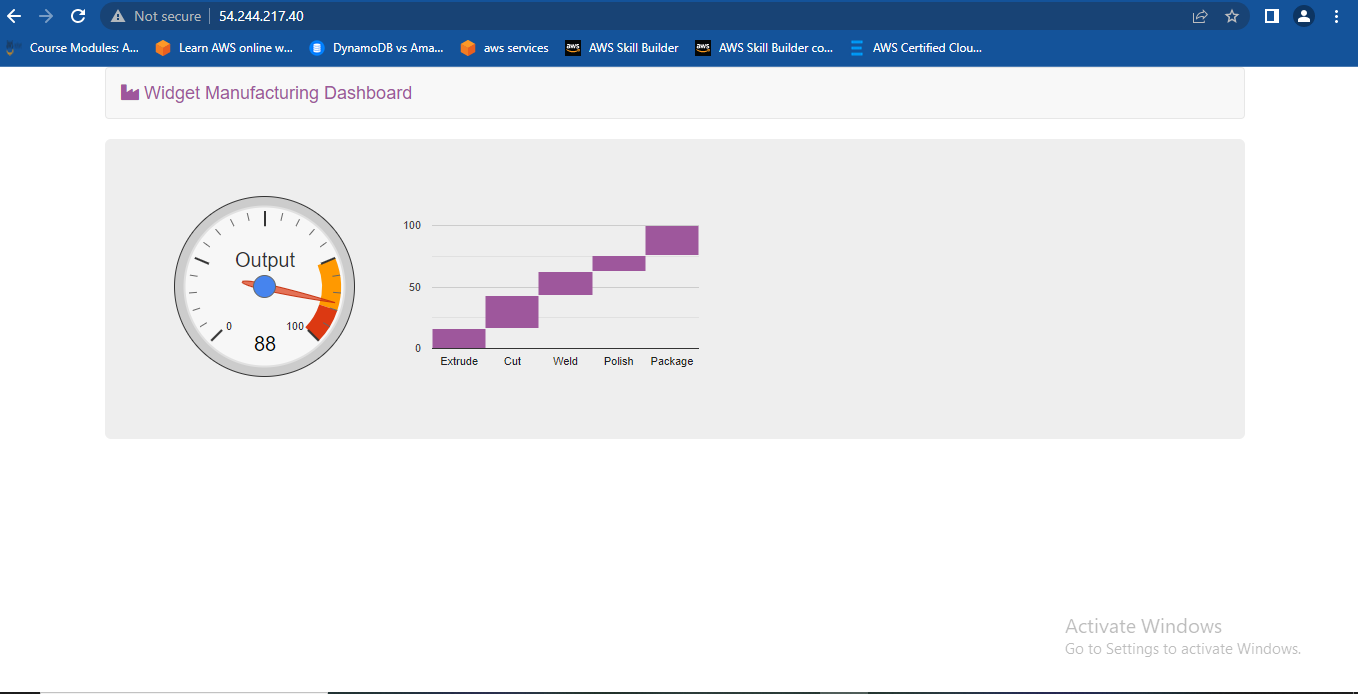 Not secure 54.244.217.40
Course Modules: A... Learn AWS online w... DynamoDB vs Ama... aws services aws AWS Skill Builder aws AWS Skill Builder co... AWS Certified Clou...
Widget Manufacturing Dashboard
Output
0 100
88
100
50
0
Extrude Cut Weld Polish Package
Activate Windows
Go to Settings to activate Windows.